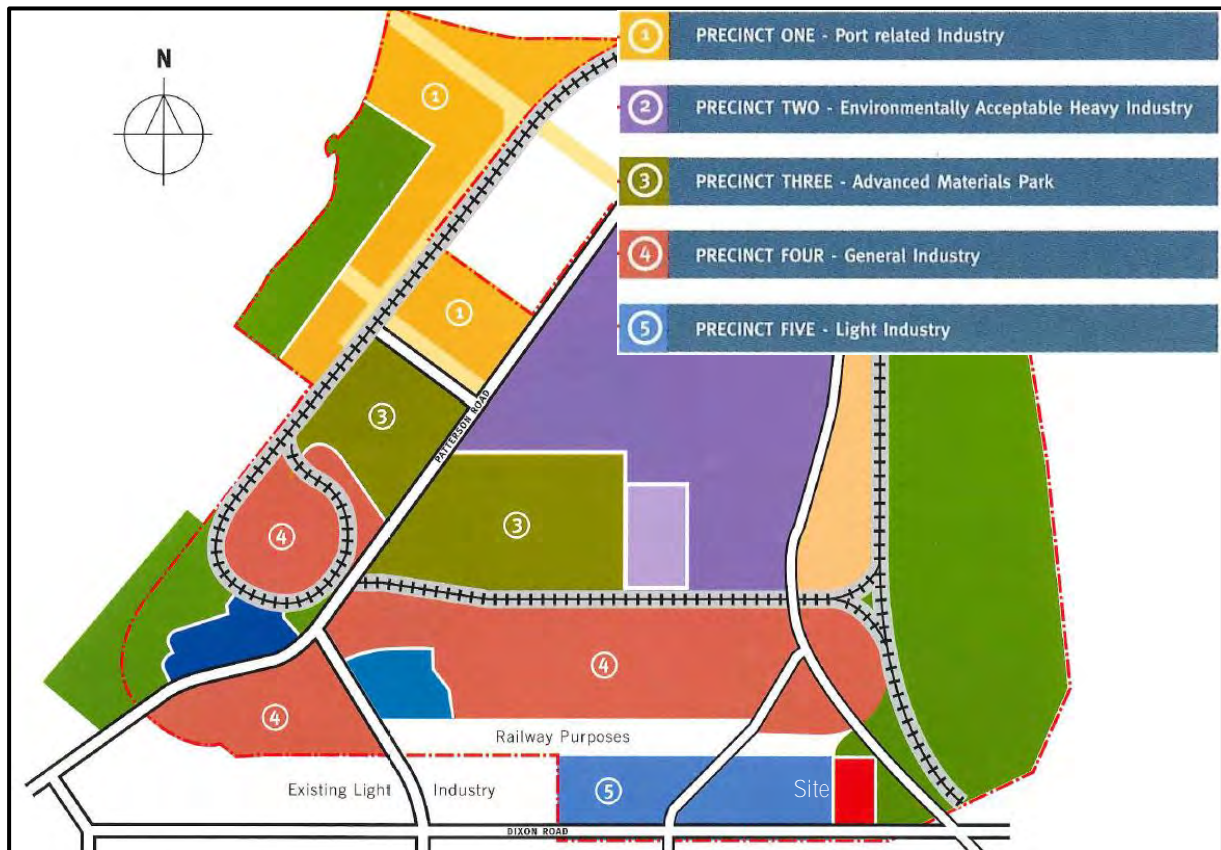 N
1 PRECINCT ONE - Port related Industry
2 PRECINCT TWO - Environmentally Acceptable Heavy Industry
3 PRECINCT THREE - Advanced Materials Park
4 PRECINCT FOUR - General Industry
5 PRECINCT FIVE - Light Industry
1
1
PATTERSON ROAD
3
3
4
4
4
Railway Purposes
Existing Light Industry
5
Site
DIXON ROAD